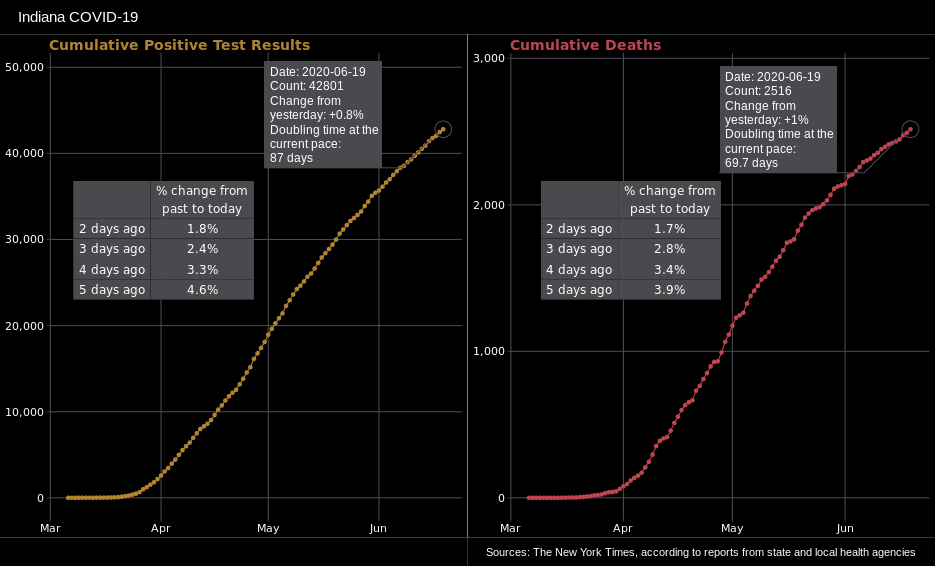 Indiana COVID-19
Cumulative Positive Test Results
50,000
40,000
30,000
20,000
10,000
0
Mar
Apr
May
Jun
Date: 2020-06-19
Count: 42801
Change from
yesterday: +0.8%
Doubling time at the
current pace:
87 days
% change from
past to today
2 days ago 1.8%
3 days ago 2.4%
4 days ago 3.3%
5 days ago 4.6%
Cumulative Deaths
3,000
2,000
1,000
0
Mar
Apr
May
Jun
Date: 2020-06-19
Count: 2516
Change from
yesterday: +1%
Doubling time at the
current pace:
69.7 days
% change from
past to today
2 days ago 1.7%
3 days ago 2.8%
4 days ago 3.4%
5 days ago 3.9%
Sources: The New York Times, according to reports from state and local health agencies